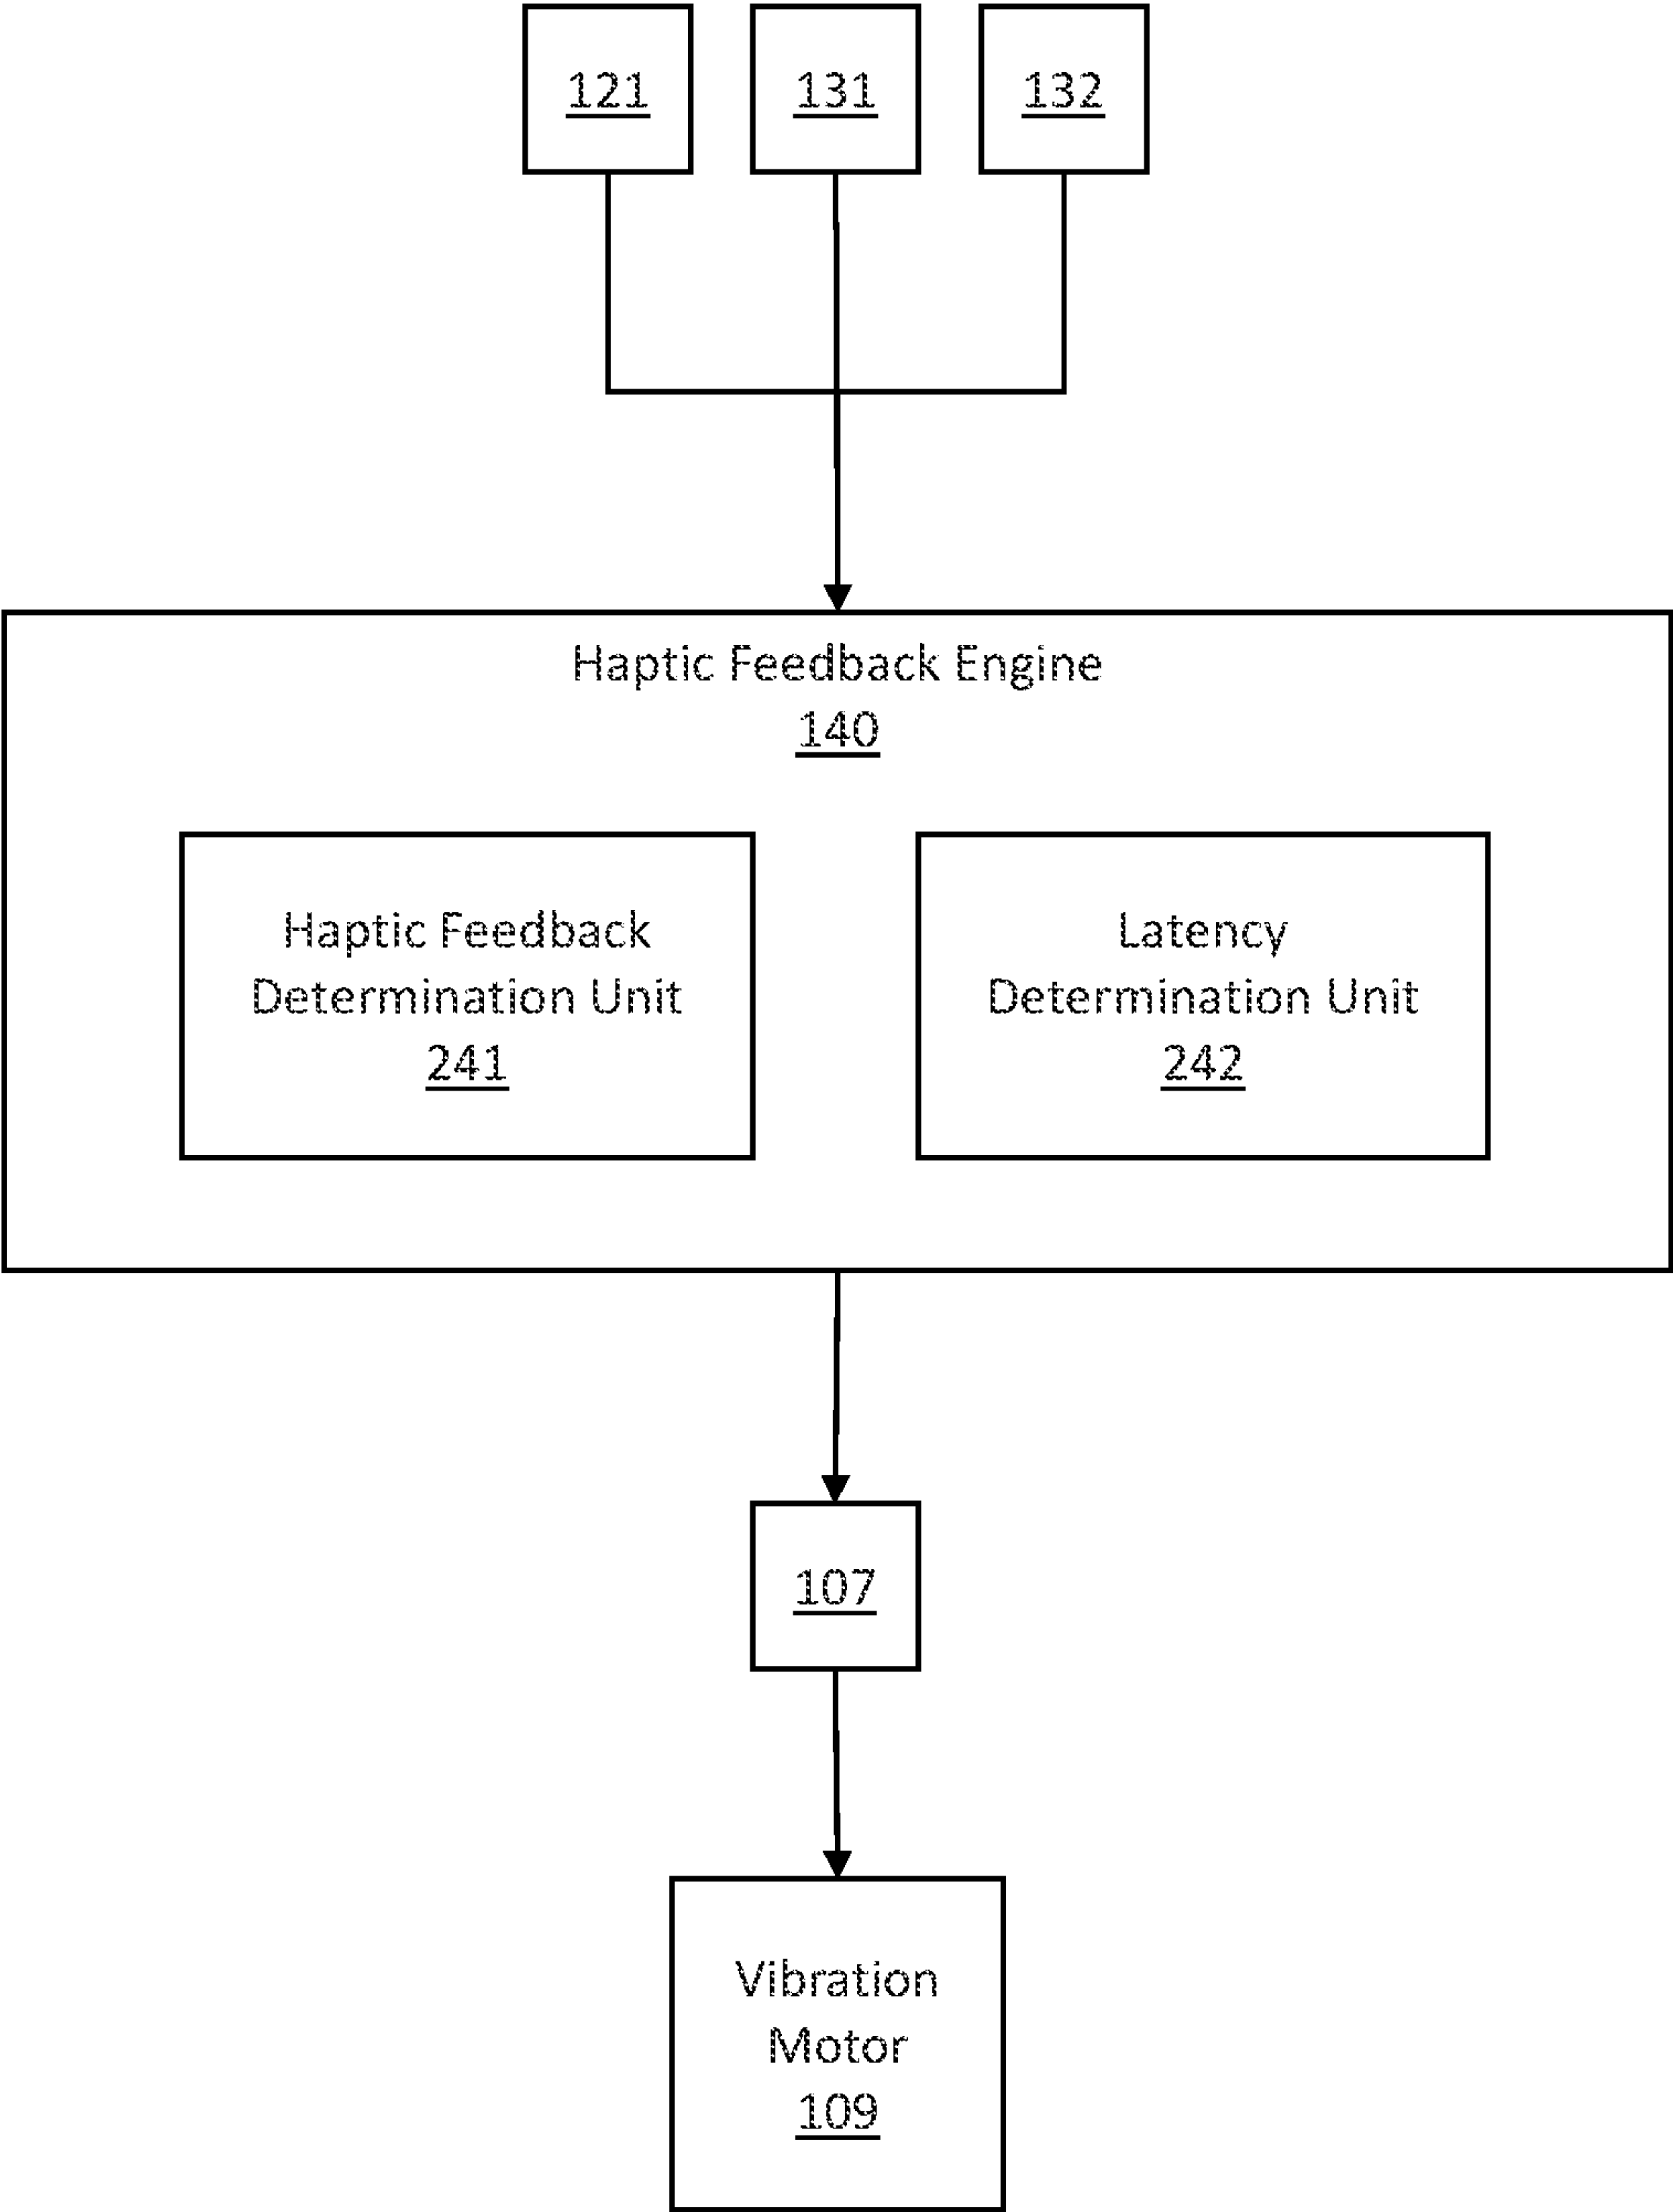 121 131 132
Haptic Feedback Engine
140
Haptic Feedback
Determination Unit
241
Latency
Determination Unit
242
107
Vibration
Motor
109